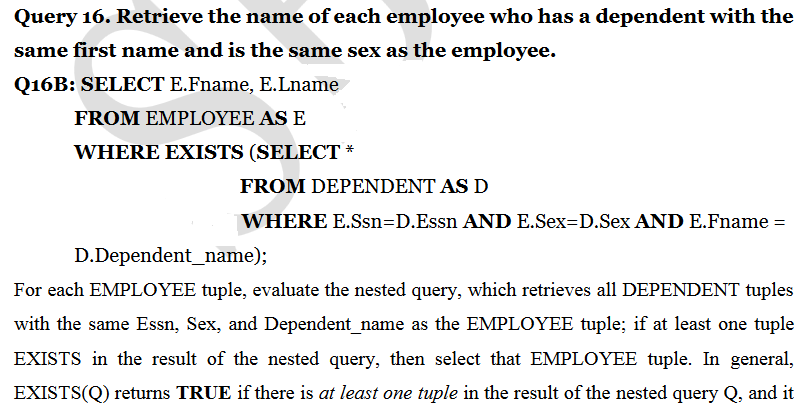 Query 16. Retrieve the name of each employee who has a dependent with the
same first name and is the same sex as the employee.
Q16B: SELECT E.Fname, E.Lname
FROM EMPLOYEE AS E
WHERE EXISTS (SELECT *
FROM DEPENDENT AS D
WHERE E.Ssn=D.Essn AND E.Sex=D.Sex AND E.Fname =
D.Dependent_name);
For each EMPLOYEE tuple, evaluate the nested query, which retrieves all DEPENDENT tuples
with the same Essn, Sex, and Dependent_name as the EMPLOYEE tuple; if at least one tuple
EXISTS in the result of the nested query, then select that EMPLOYEE tuple. In general,
EXISTS(Q) returns TRUE if there is at least one tuple in the result of the nested query Q, and it